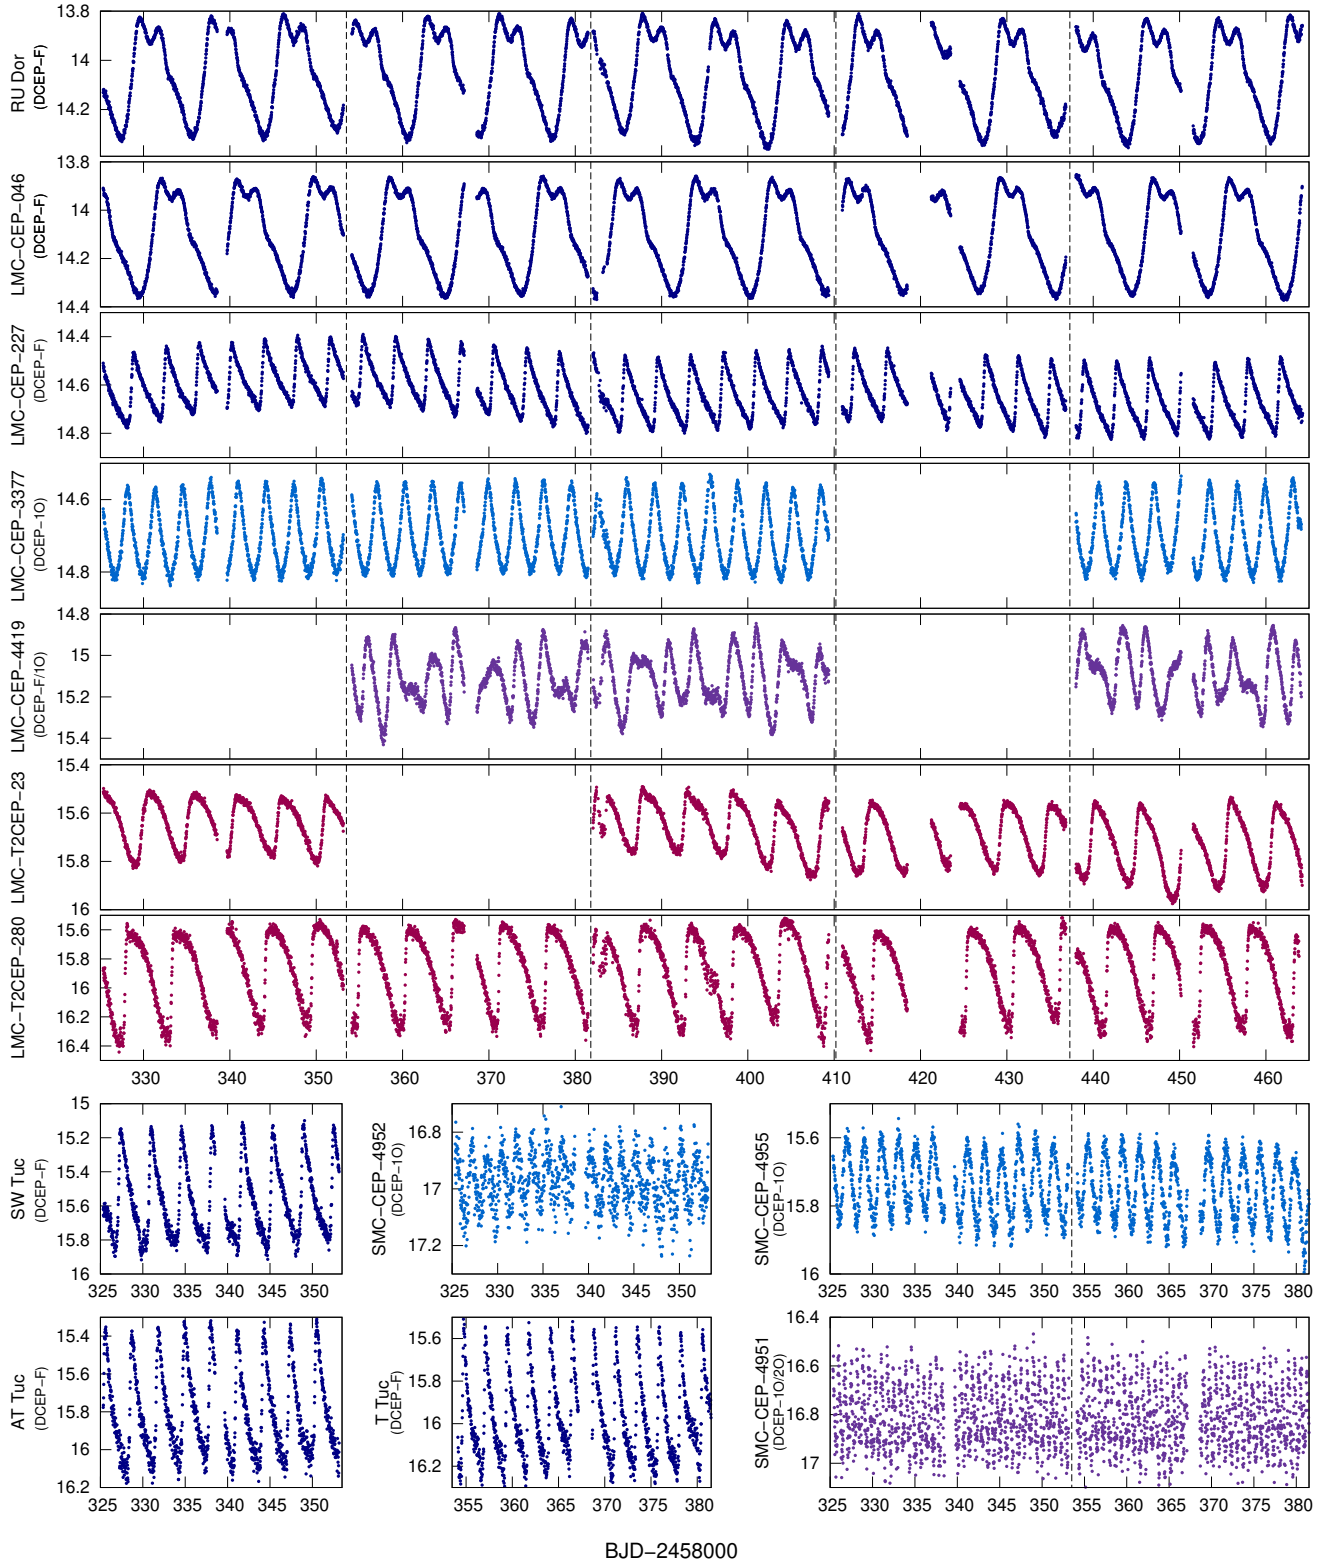 RU Dor
(DCEP−F)
13.8
14
14.2
LMC−CEP−046
(DCEP−F)
13.8
14
14.2
14.4
LMC−CEP−227
(DCEP−F)
14.4
14.6
14.8
LMC−CEP−3377
(DCEP−1O)
14.6
14.8
LMC−CEP−4419
(DCEP−F/1O)
14.8
15
15.2
15.4
LMC−T2CEP−23
15.4
15.6
15.8
16
LMC−T2CEP−280
15.6
15.8
16
16.2
16.4
330 340 350 360 370 380 390 400 410 420 430 440 450 460
SW Tuc
(DCEP−F)
15
15.2
15.4
15.6
15.8
16
325 330 335 340 345 350
SMC−CEP−4952
(DCEP−1O)
16.8
17
17.2
325 330 335 340 345 350
SMC−CEP−4955
(DCEP−1O)
15.6
15.8
16
325 330 335 340 345 350 355 360 365 370 375 380
AT Tuc
(DCEP−F)
15.4
15.6
15.8
16
16.2
325 330 335 340 345 350
T Tuc
(DCEP−F)
15.6
15.8
16
16.2
355 360 365 370 375 380
SMC−CEP−4951
(DCEP−1O/2O)
16.4
16.6
16.8
17
325 330 335 340 345 350 355 360 365 370 375 380
BJD−2458000